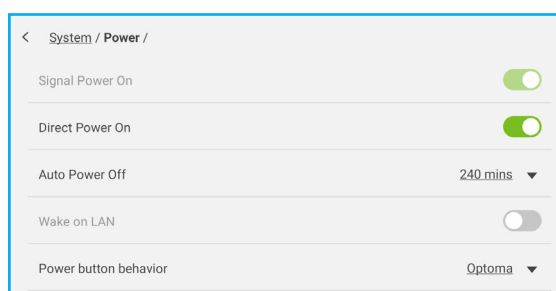 System / Power /
Signal Power On
Direct Power On
Auto Power Off 240 mins
Wake on LAN
Power button behavior Optoma